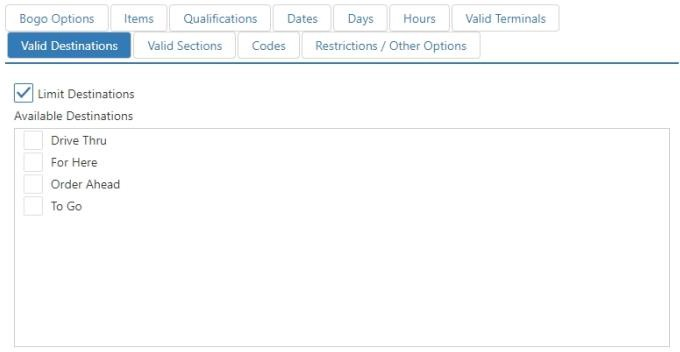 Bogo Options Items Qualifications Dates Days Hours Valid Terminals
Valid Destinations Valid Sections Codes Restrictions / Other Options
Limit Destinations
Available Destinations
Drive Thru
For Here
Order Ahead
To Go